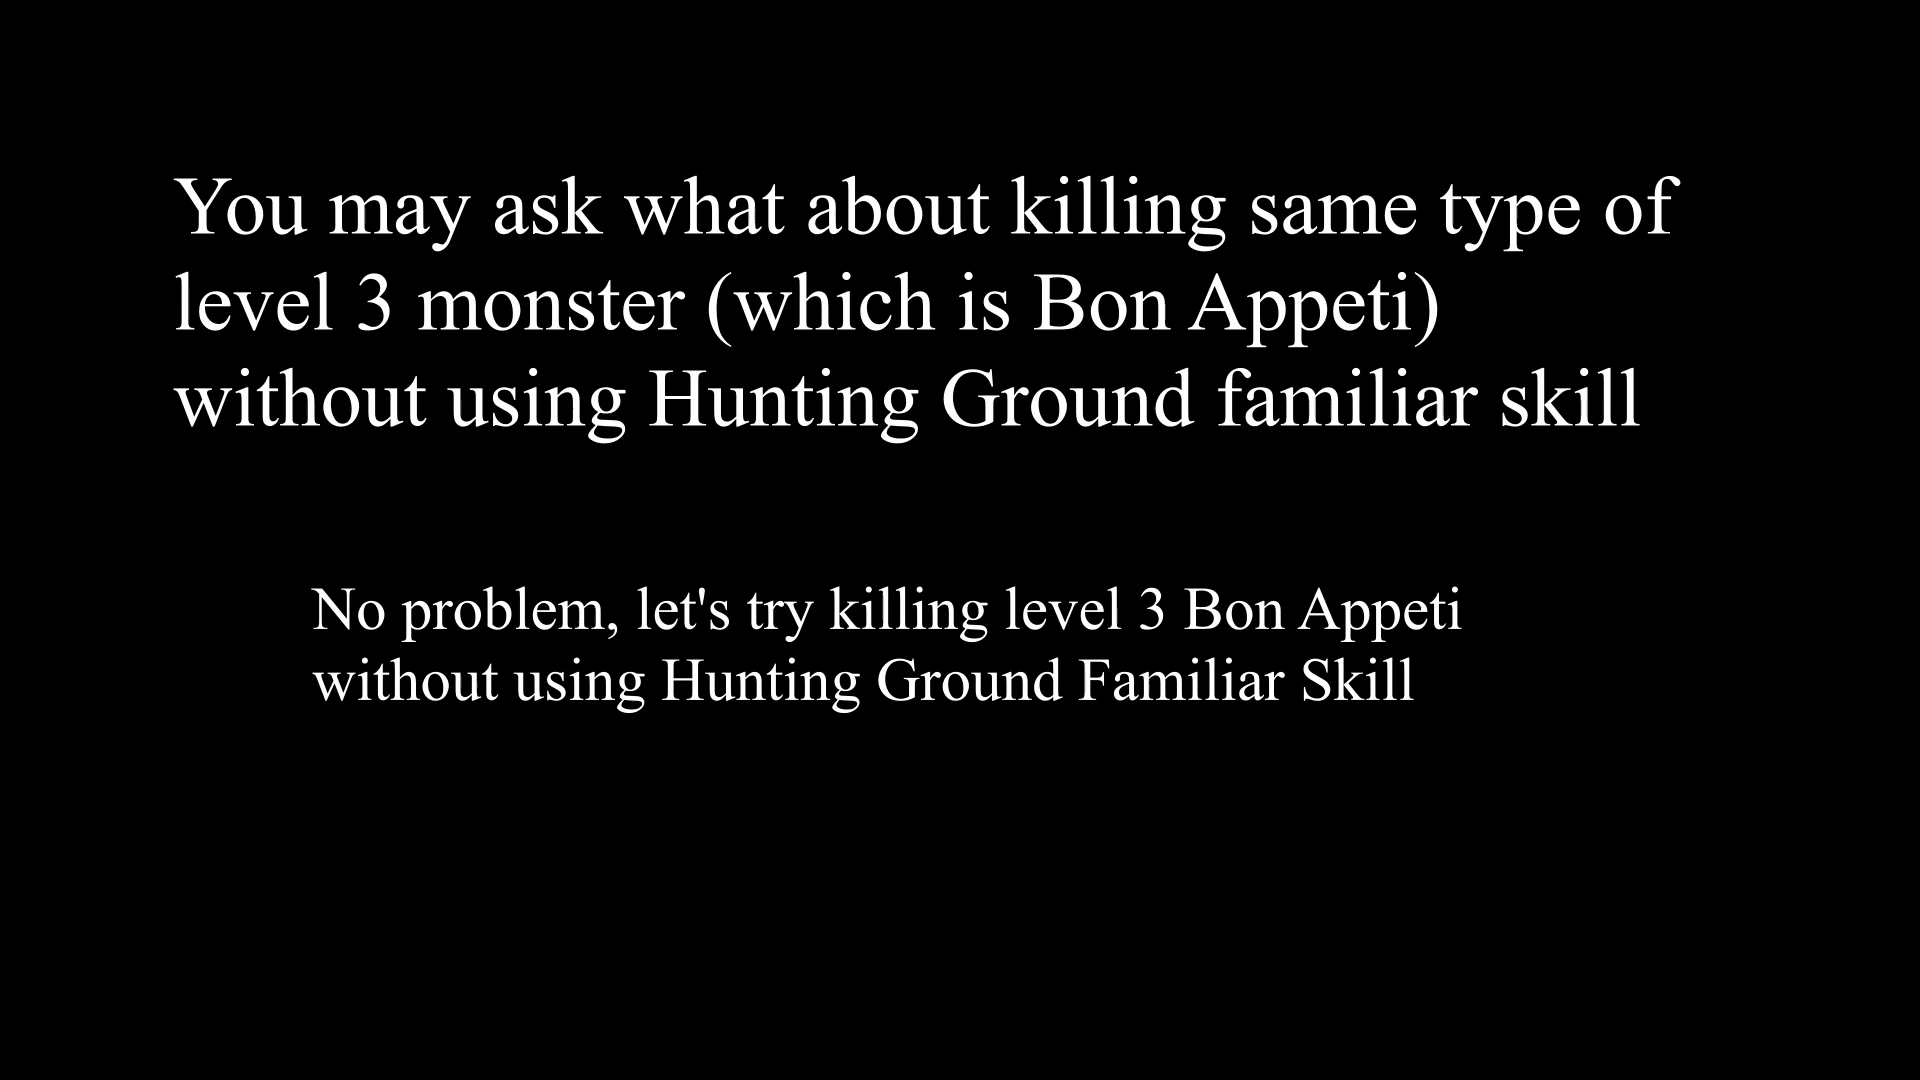 You may ask what about killing same type of
level 3 monster (which is Bon Appeti)
without using Hunting Ground familiar skill
No problem, let's try killing level 3 Bon Appeti
without using Hunting Ground Familiar Skill